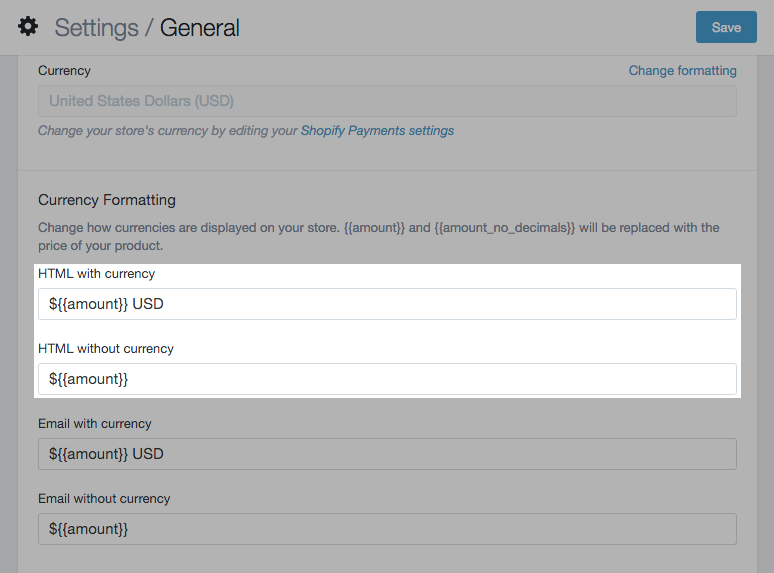 Settings / General
Save
Currency
Change formatting
United States Dollars (USD)
Change your store's currency by editing your Shopify Payments settings
Currency Formatting
Change how currencies are displayed on your store. {{amount}} and {{amount_no_decimals}} will be replaced with the
price of your product.
HTML with currency
${{amount}} USD
HTML without currency
${{amount}}
Email with currency
${{amount}} USD
Email without currency
${{amount}}